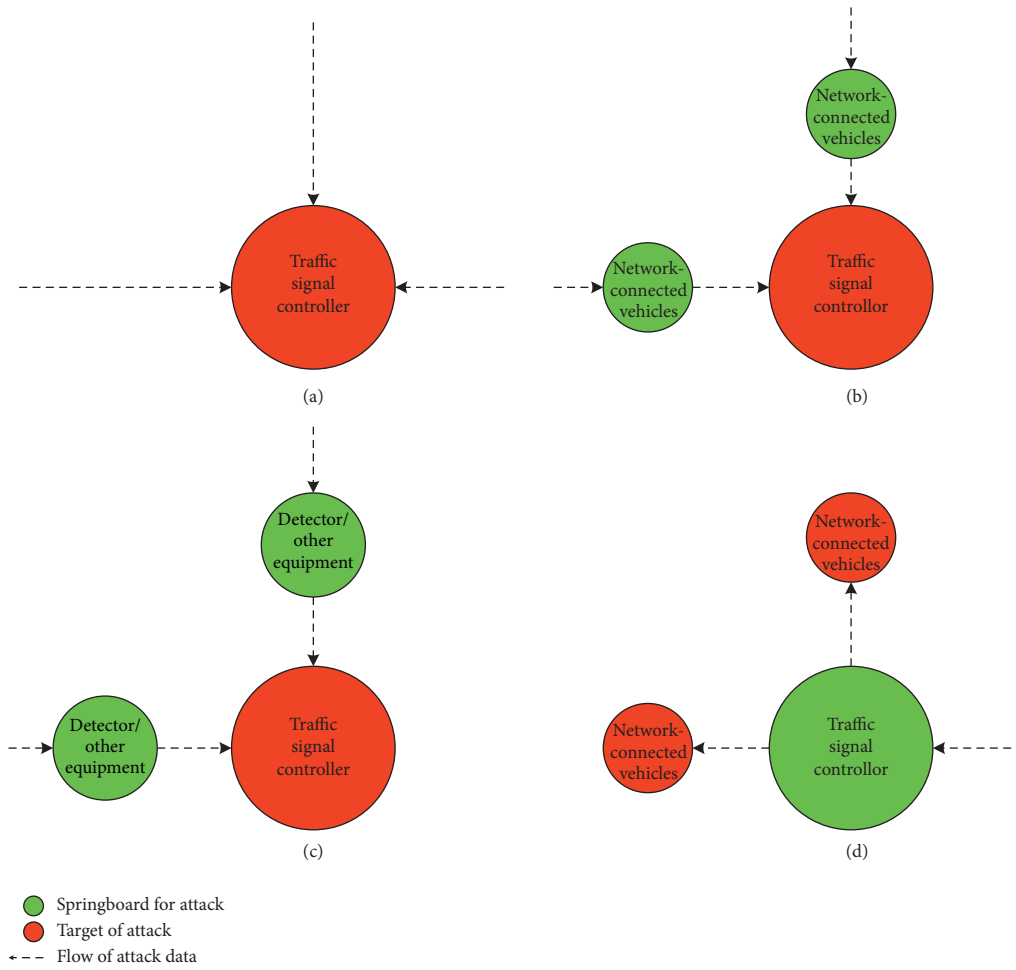 Traffic
signal
controller
(a)
Network-
connected
vehicles
Network-
connected
vehicles
Traffic
signal
controllor
(b)
Detector/
other
equipment
Detector/
other
equipment
Traffic
signal
controller
(c)
Network-
connected
vehicles
Network-
connected
vehicles
Traffic
signal
controllor
(d)
Springboard for attack
Target of attack
Flow of attack data